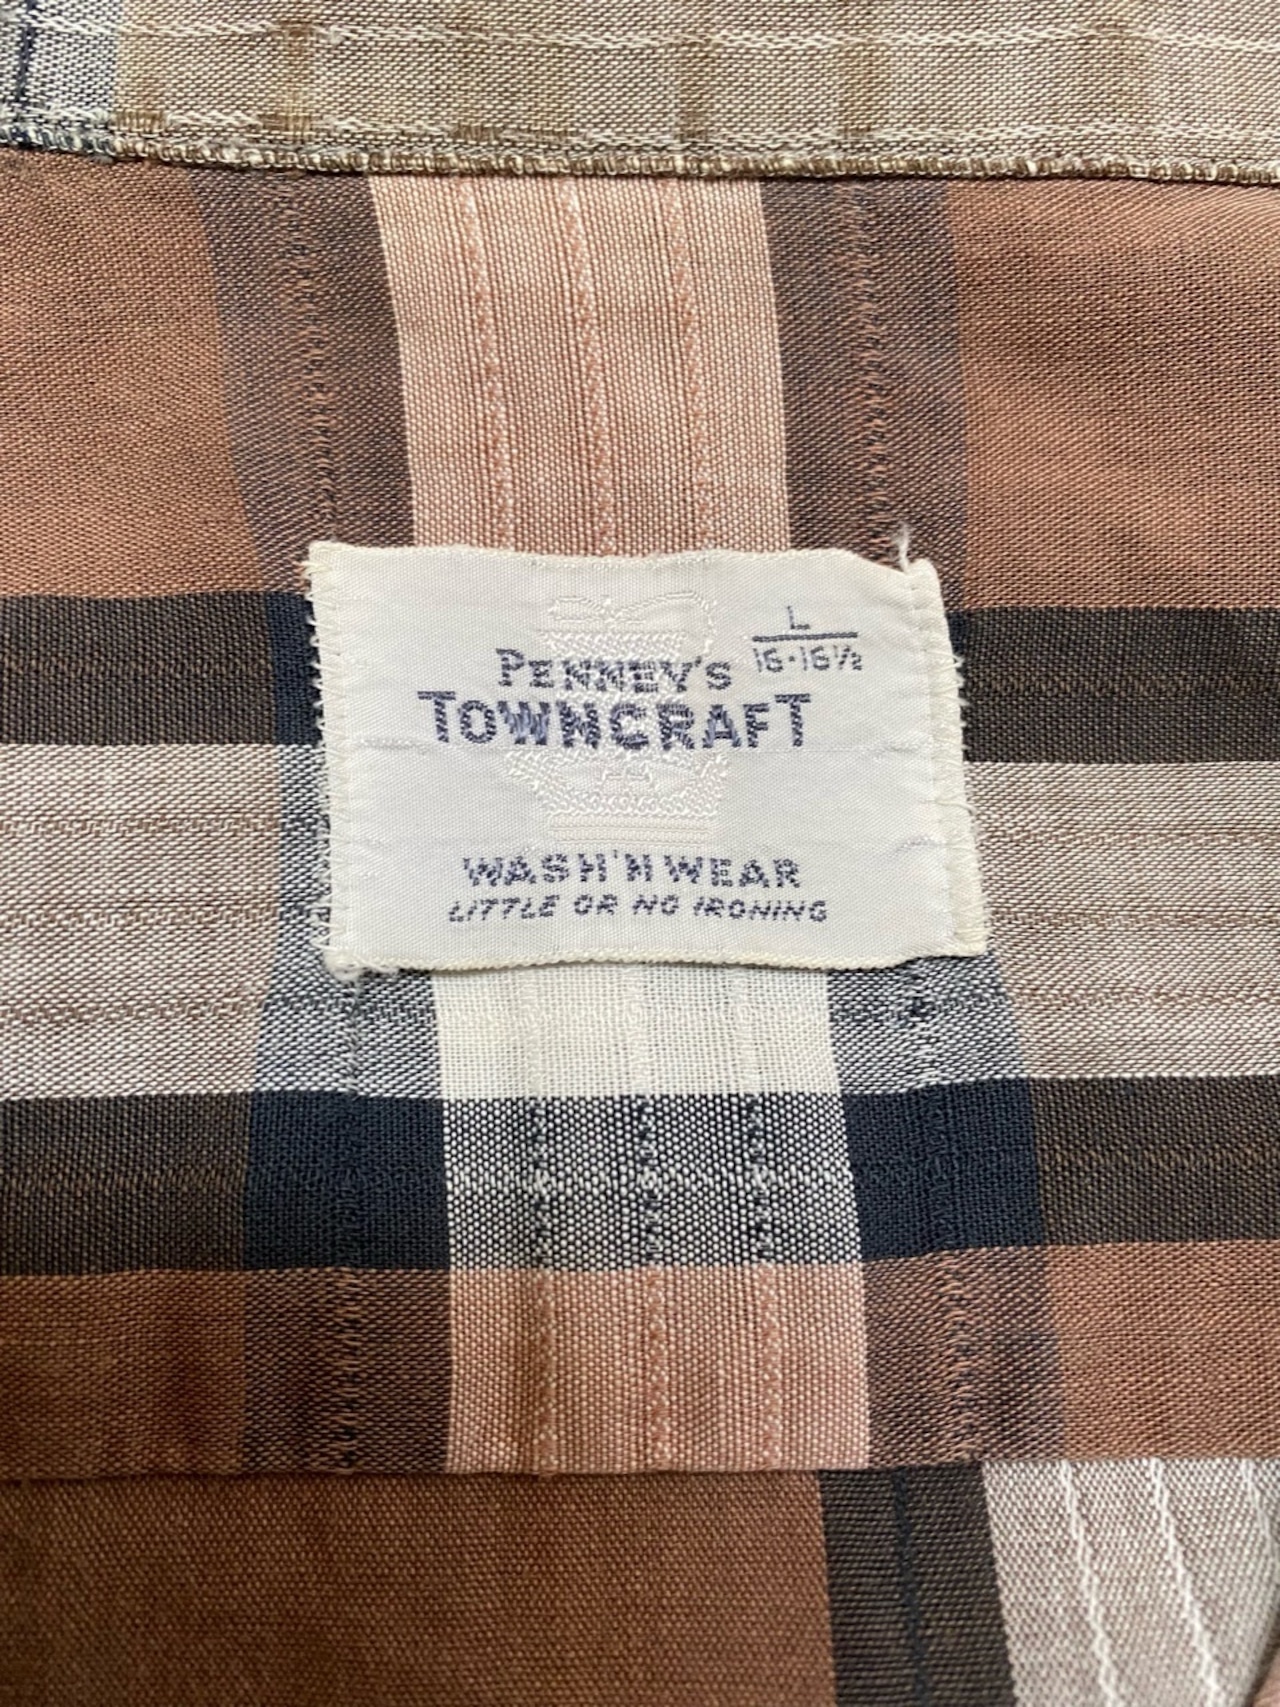 L
16·16½
PENNEY'S
TOWNCRAFT
WASH'N WEAR
LITTLE OR NO IRONING